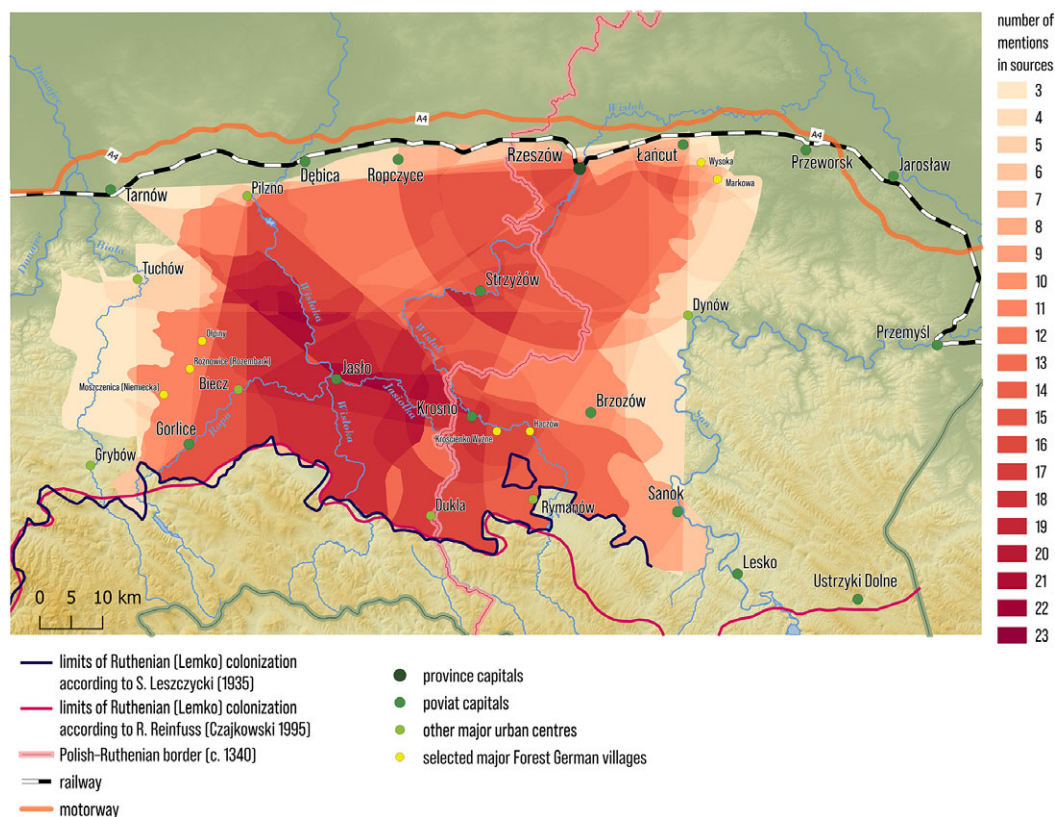 number of
mentions
in sources
3
4
5
6
7
8
9
10
11
12
13
14
15
16
17
18
19
20
21
22
23
Dunajec
San
Wisłok
A4
A4
A4
Rzeszów
Łańcut
Wysoka
Markowa
Przeworsk
Jarosław
Tarnów
Dębica
Ropczyce
Pilzno
Dunajec
Biała
Tuchów
Wisłoka
Strzyżów
Wisłok
Dynów
Przemyśl
Ołpiny
Rożnowice (Rozembark)
Moszczenica (Niemiecka)
Biecz
Jasło
Jasiołka
Ropa
Wisłoka
Krosno
Krościenko Wyżne
Haczów
Brzozów
San
Gorlice
Grybów
Dukla
Rymanów
Sanok
Lesko
Ustrzyki Dolne
0 5 10 km
limits of Ruthenian (Lemko) colonization
according to S. Leszczycki (1935)
limits of Ruthenian (Lemko) colonization
according to R. Reinfuss (Czajkowski 1995)
Polish–Ruthenian border (c. 1340)
railway
motorway
province capitals
poviat capitals
other major urban centres
selected major Forest German villages